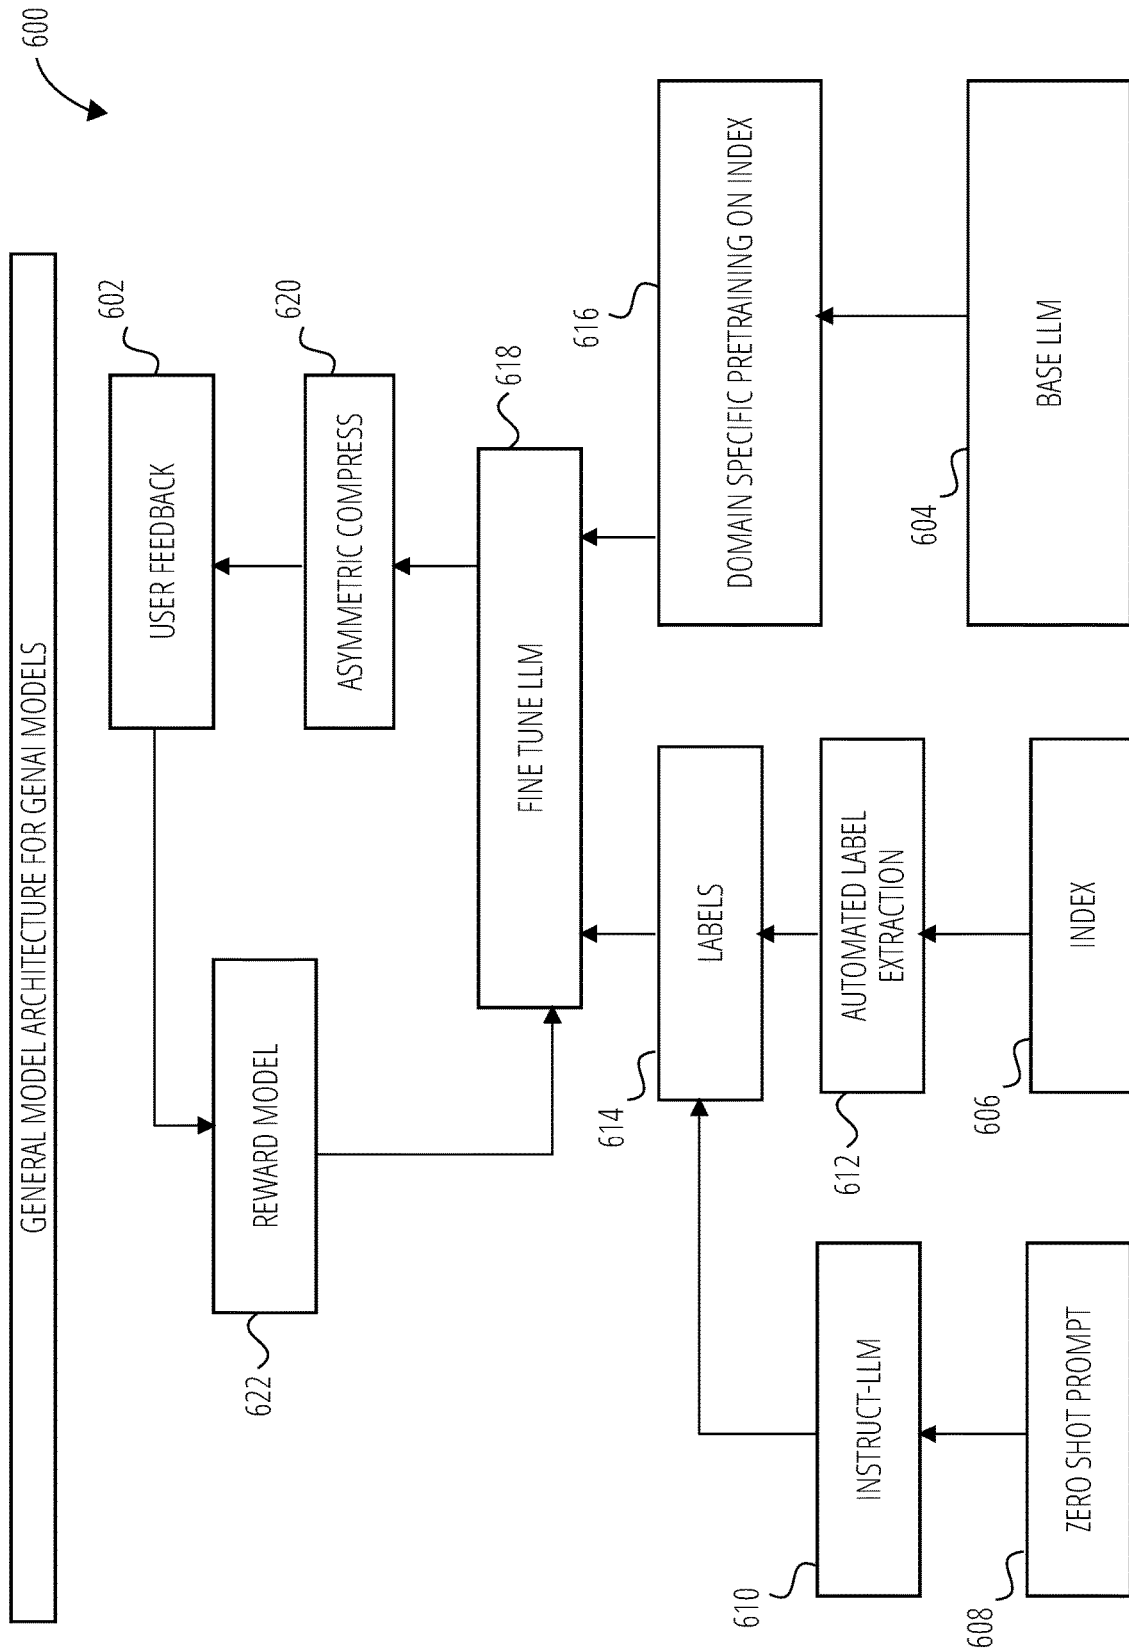 GENERAL MODEL ARCHITECTURE FOR GENAI MODELS
600
USER FEEDBACK
602
REWARD MODEL
622
ASYMMETRIC COMPRESS
620
FINE TUNE LLM
618
LABELS
614
DOMAIN SPECIFIC PRETRAINING ON INDEX
616
INSTRUCT-LLM
610
AUTOMATED LABEL
EXTRACTION
612
ZERO SHOT PROMPT
608
INDEX
606
BASE LLM
604